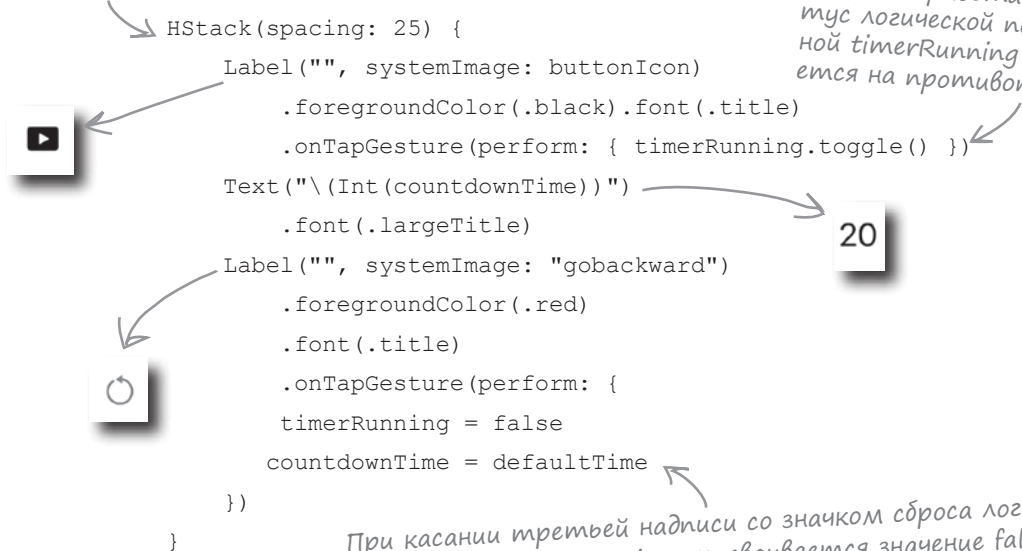 HStack(spacing: 25) {
тус логической
ной timerRunning
Label("", systemImage: buttonIcon)
ется на
.foregroundColor(.black).font(.title)
.onTapGesture(perform: { timerRunning.toggle() })
Text("\(Int(countdownTime))")
20
.font(.largeTitle)
Label("", systemImage: "gobackward")
.foregroundColor(.red)
.font(.title)
.onTapGesture(perform: {
timerRunning = false
countdownTime = defaultTime
})
}
При касании третьей надписи со значком сброса
значение